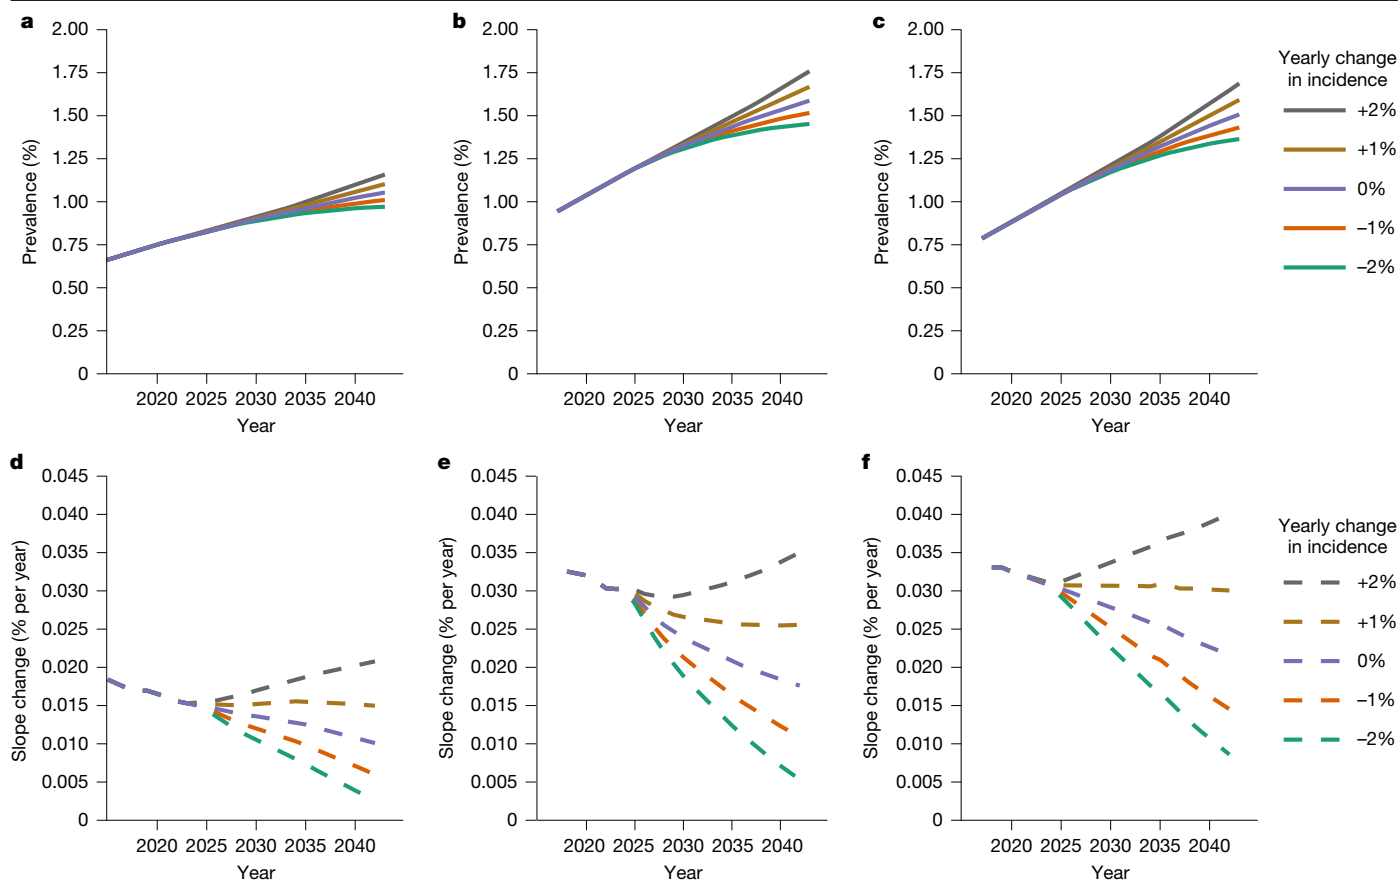 a
2.00
1.75
1.50
1.25
1.00
0.75
0.50
0.25
0
Prevalence (%)
2020 2025 2030 2035 2040
Year
b
2.00
1.75
1.50
1.25
1.00
0.75
0.50
0.25
0
Prevalence (%)
2020 2025 2030 2035 2040
Year
c
2.00
1.75
1.50
1.25
1.00
0.75
0.50
0.25
0
Prevalence (%)
2020 2025 2030 2035 2040
Year
Yearly change
in incidence
+2%
+1%
0%
–1%
–2%
d
0.045
0.040
0.035
0.030
0.025
0.020
0.015
0.010
0.005
0
Slope change (% per year)
2020 2025 2030 2035 2040
Year
e
0.045
0.040
0.035
0.030
0.025
0.020
0.015
0.010
0.005
0
Slope change (% per year)
2020 2025 2030 2035 2040
Year
f
0.045
0.040
0.035
0.030
0.025
0.020
0.015
0.010
0.005
0
Slope change (% per year)
2020 2025 2030 2035 2040
Year
Yearly change
in incidence
+2%
+1%
0%
–1%
–2%